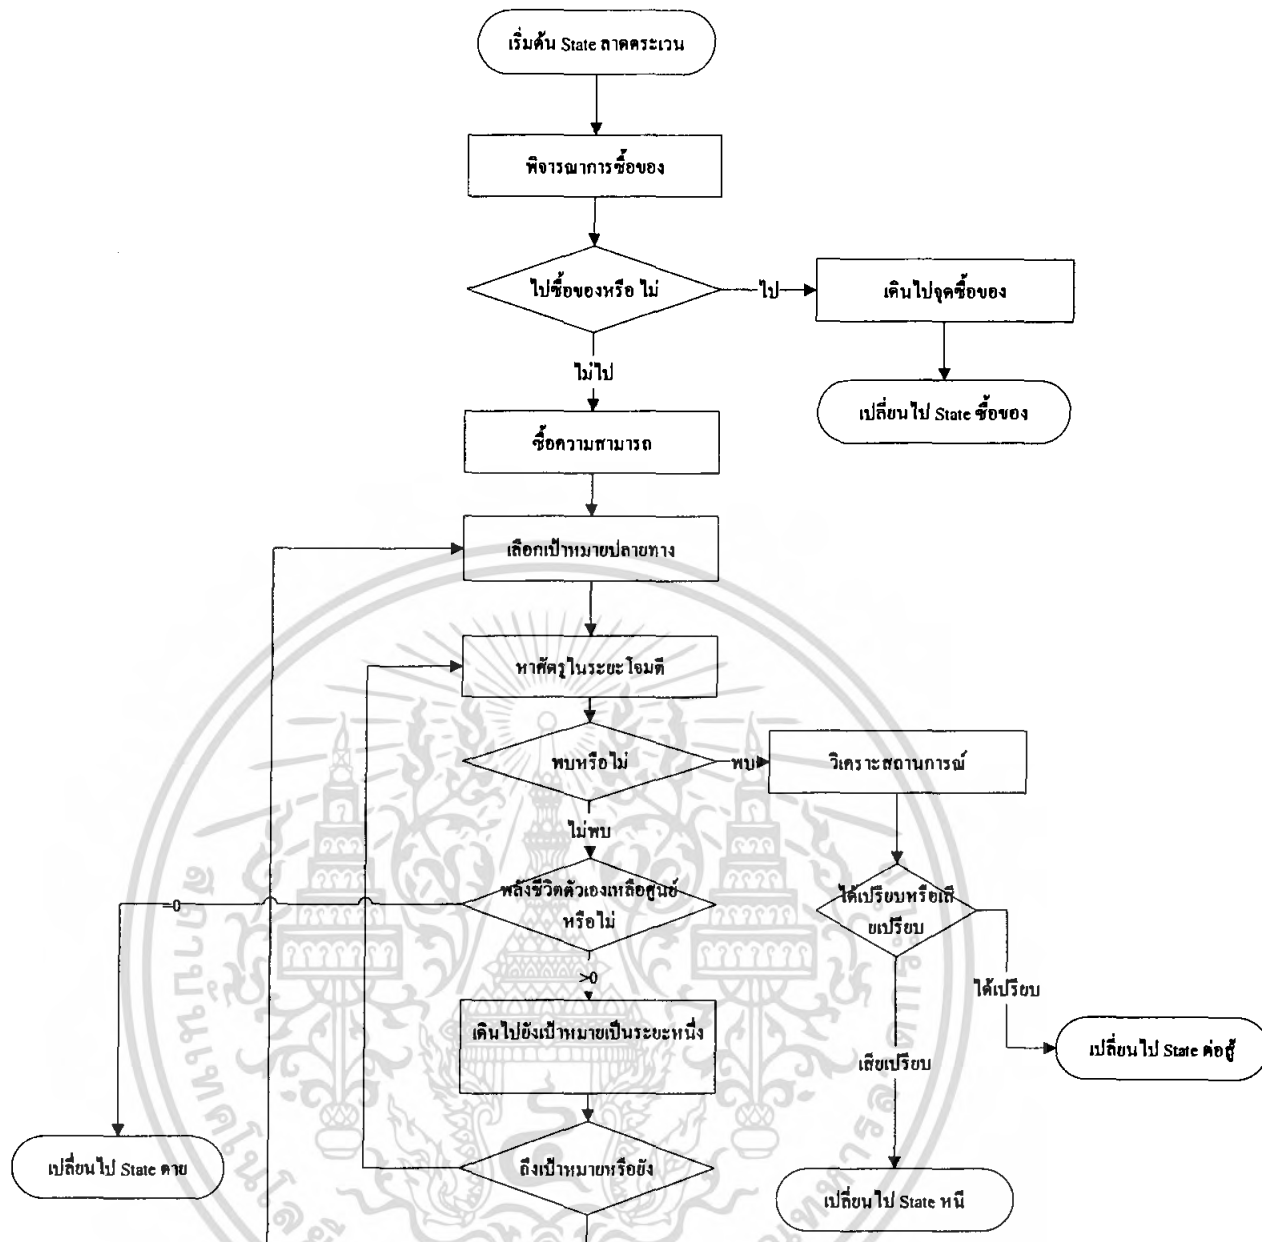 เริ่มต้น State ลาดตระเวน
พิจารณาการซื้อของ
ไปซื้อของหรือ ไม่
ไป
เดินไปจุดซื้อของ
ไม่ไป
เปลี่ยนไป State ซื้อของ
ซื้อความสามารถ
เลือกเป้าหมายปลายทาง
หาศัตรูในระยะโจมตี
พบหรือไม่
พบ
วิเคราะสถานการณ์
ไม่พบ
พลังชีวิตตัวเองเหลือศูนย์
หรือไม่
=0
ได้เปรียบหรือเสี
ยเปรียบ
>0
ได้เปรียบ
เดินไปยังเป้าหมายเป็นระยะหนึ่ง
เสียเปรียบ
เปลี่ยนไป State ต่อสู้
เปลี่ยนไป State ตาย
ถึงเป้าหมายหรือยัง
เปลี่ยนไป State หนี